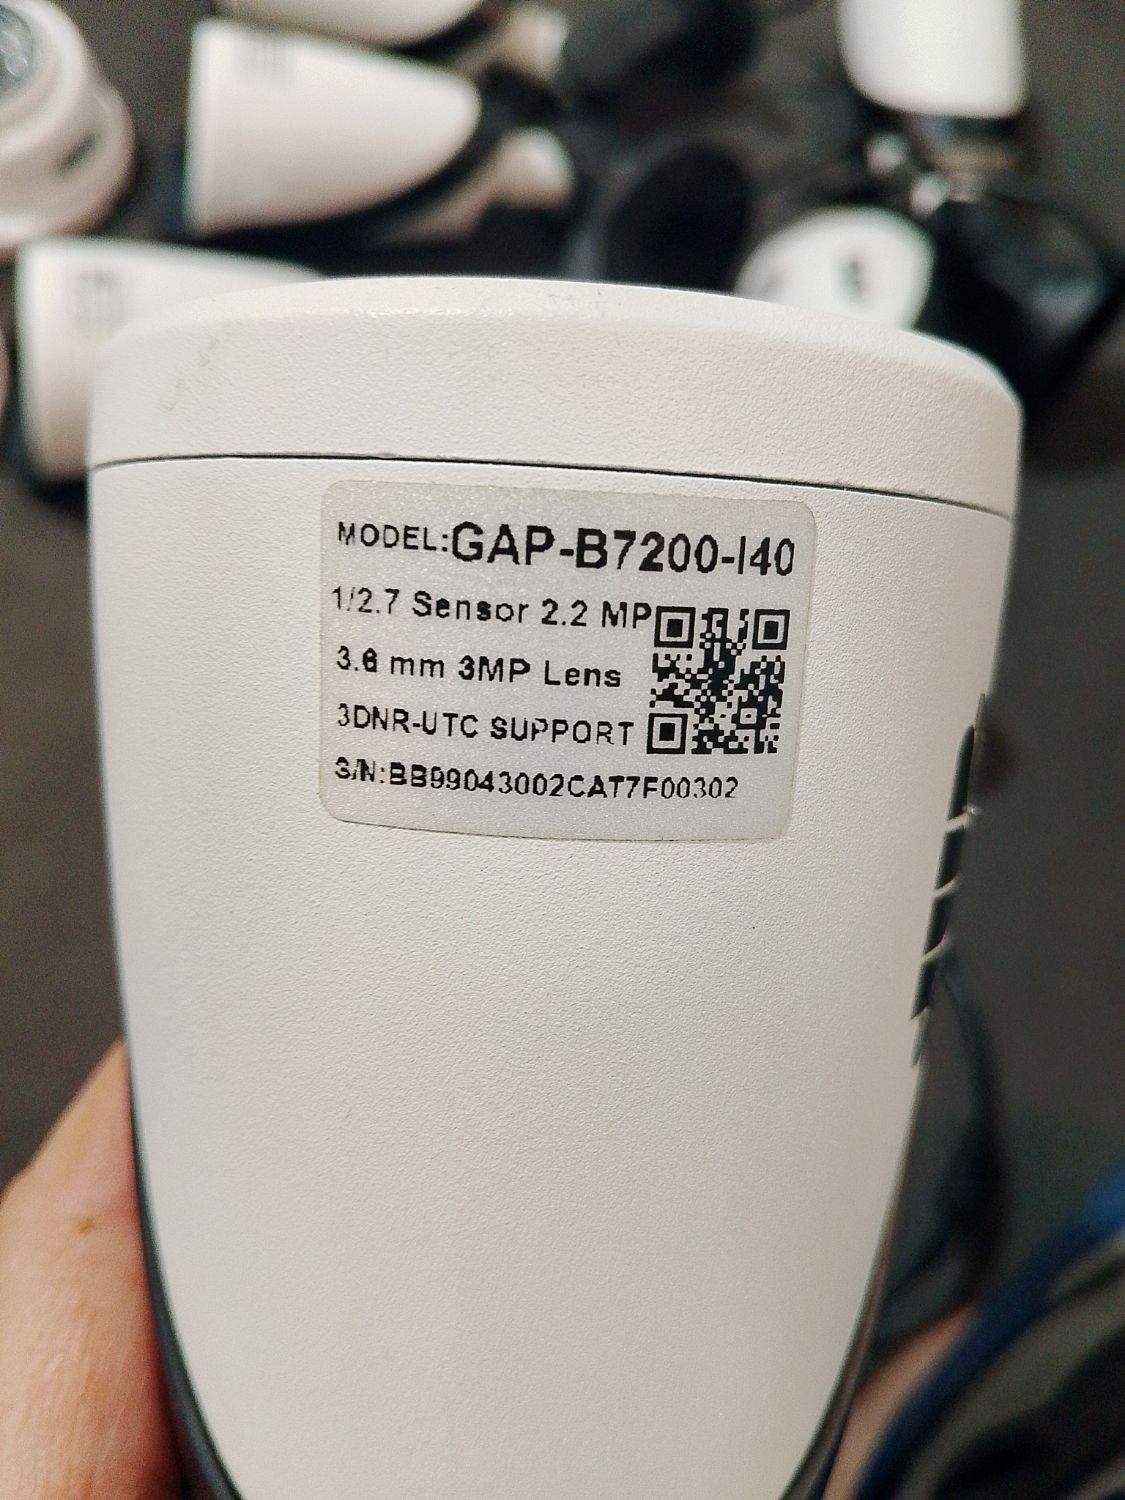 MODEL:GAP-B7200-I40
1/2.7 Sensor 2.2 MP
3.6 mm 3MP Lens
3DNR-UTC SUPPORT
S/N:BB99043002CAT7F00302